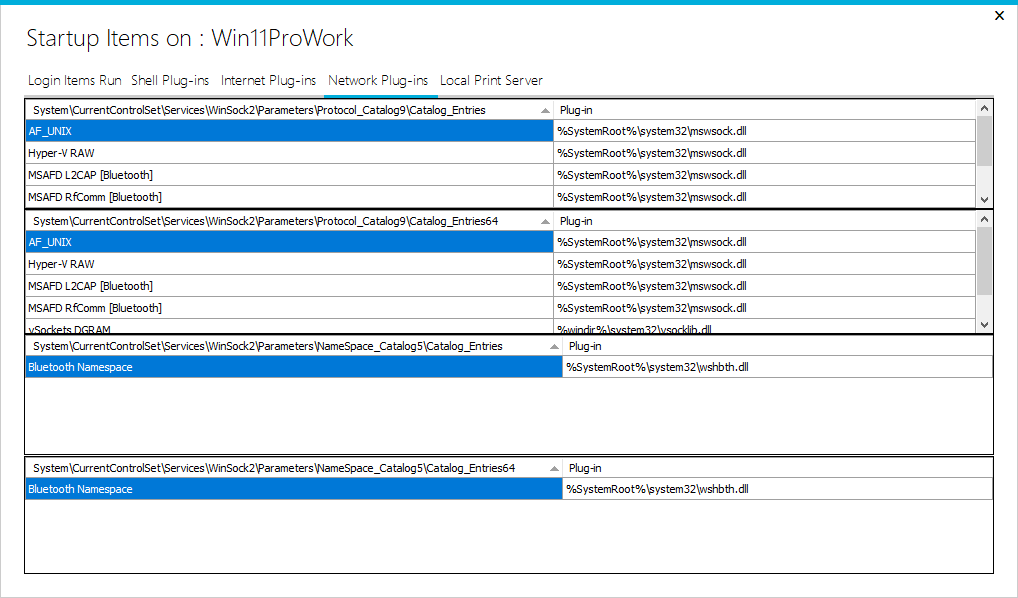 Startup Items on : Win11ProWork
Login Items Run Shell Plug-ins Internet Plug-ins Network Plug-ins Local Print Server
System\CurrentControlSet\Services\WinSock2\Parameters\Protocol_Catalog9\Catalog_Entries Plug-in
AF_UNIX %SystemRoot%\system32\mswsock.dll
Hyper-V RAW %SystemRoot%\system32\mswsock.dll
MSAFD L2CAP [Bluetooth] %SystemRoot%\system32\mswsock.dll
MSAFD RfComm [Bluetooth] %SystemRoot%\system32\mswsock.dll
System\CurrentControlSet\Services\WinSock2\Parameters\Protocol_Catalog9\Catalog_Entries64 Plug-in
AF_UNIX %SystemRoot%\system32\mswsock.dll
Hyper-V RAW %SystemRoot%\system32\mswsock.dll
MSAFD L2CAP [Bluetooth] %SystemRoot%\system32\mswsock.dll
MSAFD RfComm [Bluetooth] %SystemRoot%\system32\mswsock.dll
vSockets DGRAM %windir%\system32\vsocklib.dll
System\CurrentControlSet\Services\WinSock2\Parameters\NameSpace_Catalog5\Catalog_Entries Plug-in
Bluetooth Namespace %SystemRoot%\system32\wshbth.dll
System\CurrentControlSet\Services\WinSock2\Parameters\NameSpace_Catalog5\Catalog_Entries64 Plug-in
Bluetooth Namespace %SystemRoot%\system32\wshbth.dll